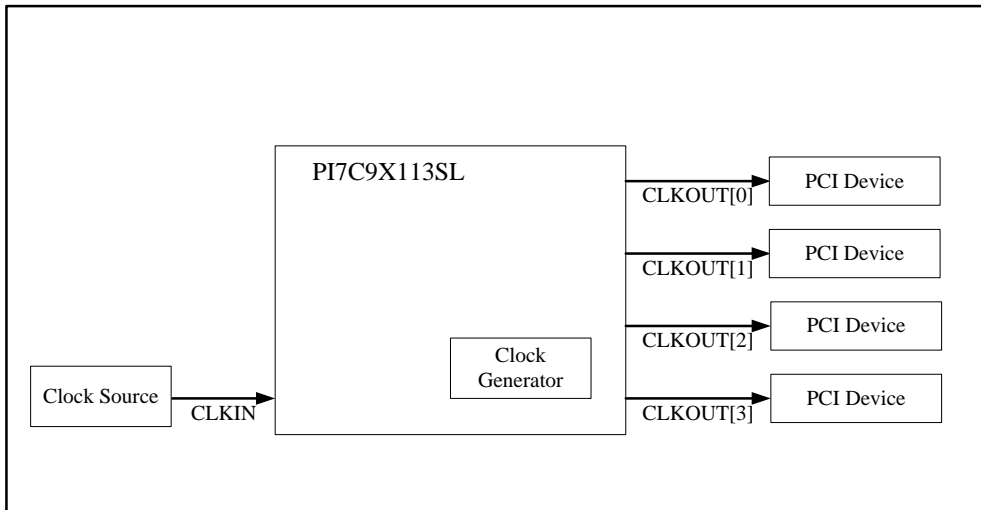 PI7C9X113SL
PCI Device
CLKOUT[0]
PCI Device
CLKOUT[1]
PCI Device
CLKOUT[2]
Clock
Generator
Clock Source
PCI Device
CLKIN
CLKOUT[3]